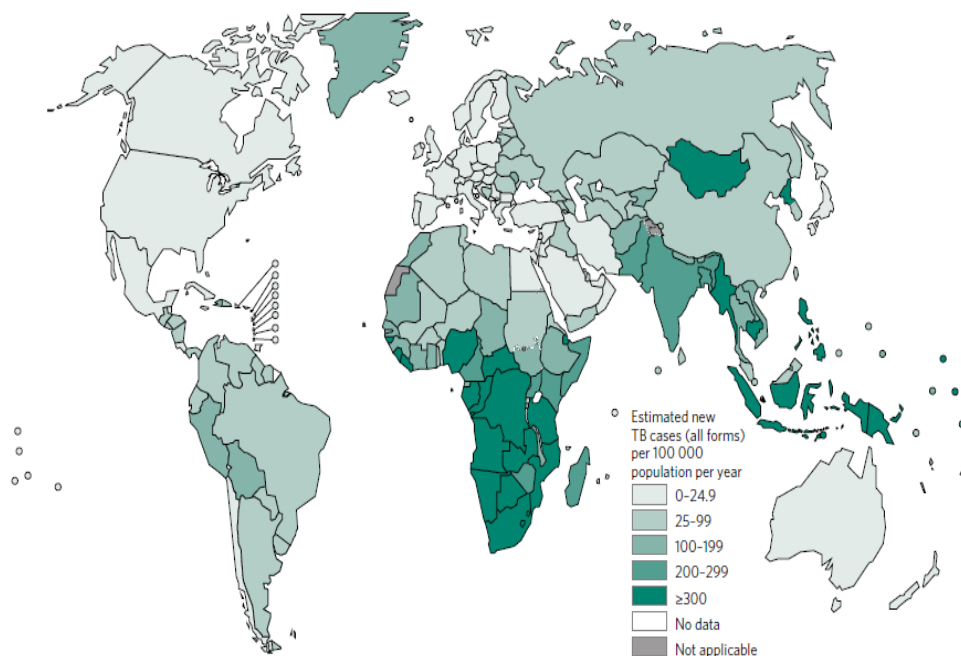 Estimated new
TB cases (all forms)
per 100 000
population per year
0–24.9
25–99
100–199
200–299
≥300
No data
Not applicable